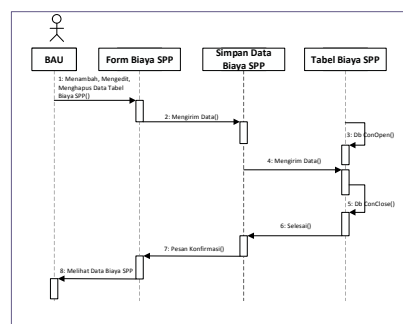 BAU
Form Biaya SPP
Simpan Data
Biaya SPP
Tabel Biaya SPP
1: Menambah, Mengedit,
Menghapus Data Tabel
Biaya SPP()
2: Mengirim Data()
3: Db ConOpen()
4: Mengirim Data()
5: Db ConClose()
6: Selesai()
7: Pesan Konfirmasi()
8: Melihat Data Biaya SPP